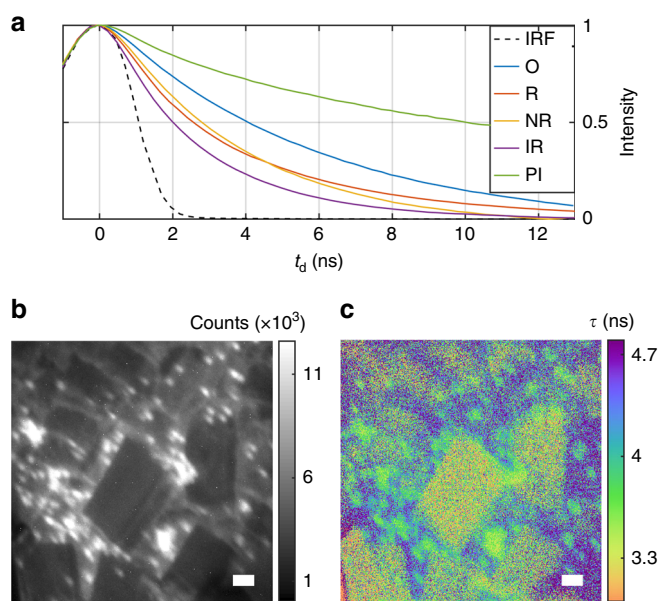 a
1
0.5
0
Intensity
IRF
O
R
NR
IR
PI
0 2 4 6 8 10 12
t_d (ns)
b
Counts (×10³)
11
6
1
c
τ (ns)
4.7
4
3.3